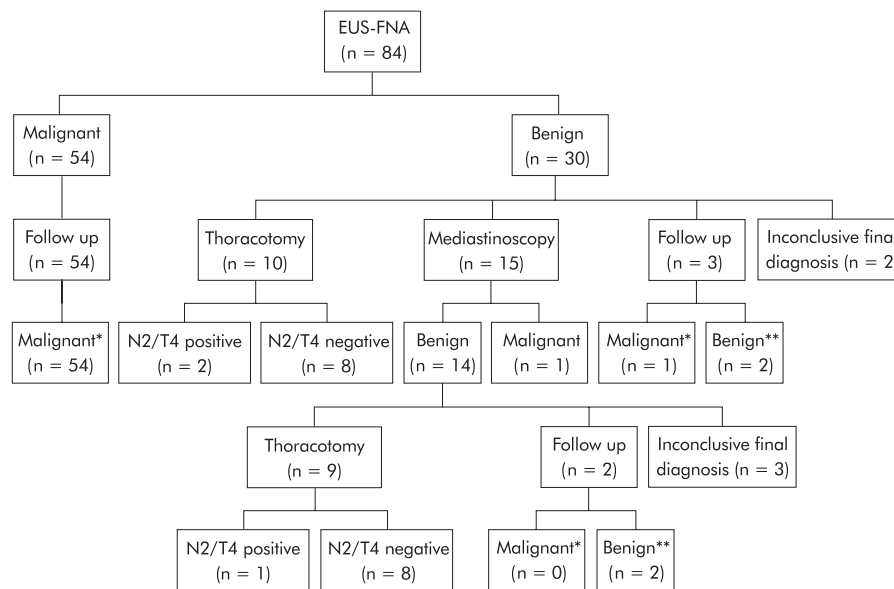 EUS-FNA
(n = 84)
Malignant
(n = 54)
Benign
(n = 30)
Follow up
(n = 54)
Thoracotomy
(n = 10)
Mediastinoscopy
(n = 15)
Follow up
(n = 3)
Inconclusive final
diagnosis (n = 2
Malignant*
(n = 54)
N2/T4 positive
(n = 2)
N2/T4 negative
(n = 8)
Benign
(n = 14)
Malignant
(n = 1)
Malignant*
(n = 1)
Benign**
(n = 2)
Thoracotomy
(n = 9)
Follow up
(n = 2)
Inconclusive final
diagnosis (n = 3)
N2/T4 positive
(n = 1)
N2/T4 negative
(n = 8)
Malignant*
(n = 0)
Benign**
(n = 2)